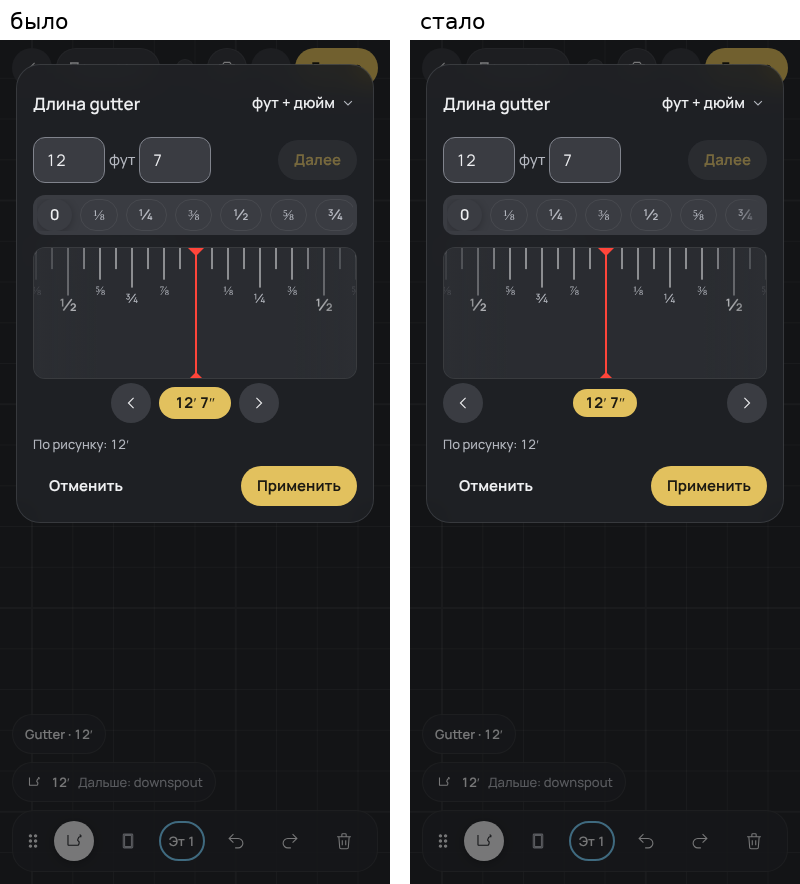 было
стало
Длина gutter
фут + дюйм
12 фут 7
Далее
0 ⅛ ¼ ⅜ ½ ⅝ ¾
½ ⅝ ¾ ⅞ ⅛ ¼ ⅜ ½
12′ 7″
По рисунку: 12′
Отменить
Применить
Gutter · 12′
12′ Дальше: downspout
Эт 1
Длина gutter
фут + дюйм
12 фут 7
Далее
0 ⅛ ¼ ⅜ ½ ⅝ ¾
½ ⅝ ¾ ⅞ ⅛ ¼ ⅜ ½
12′ 7″
По рисунку: 12′
Отменить
Применить
Gutter · 12′
12′ Дальше: downspout
Эт 1